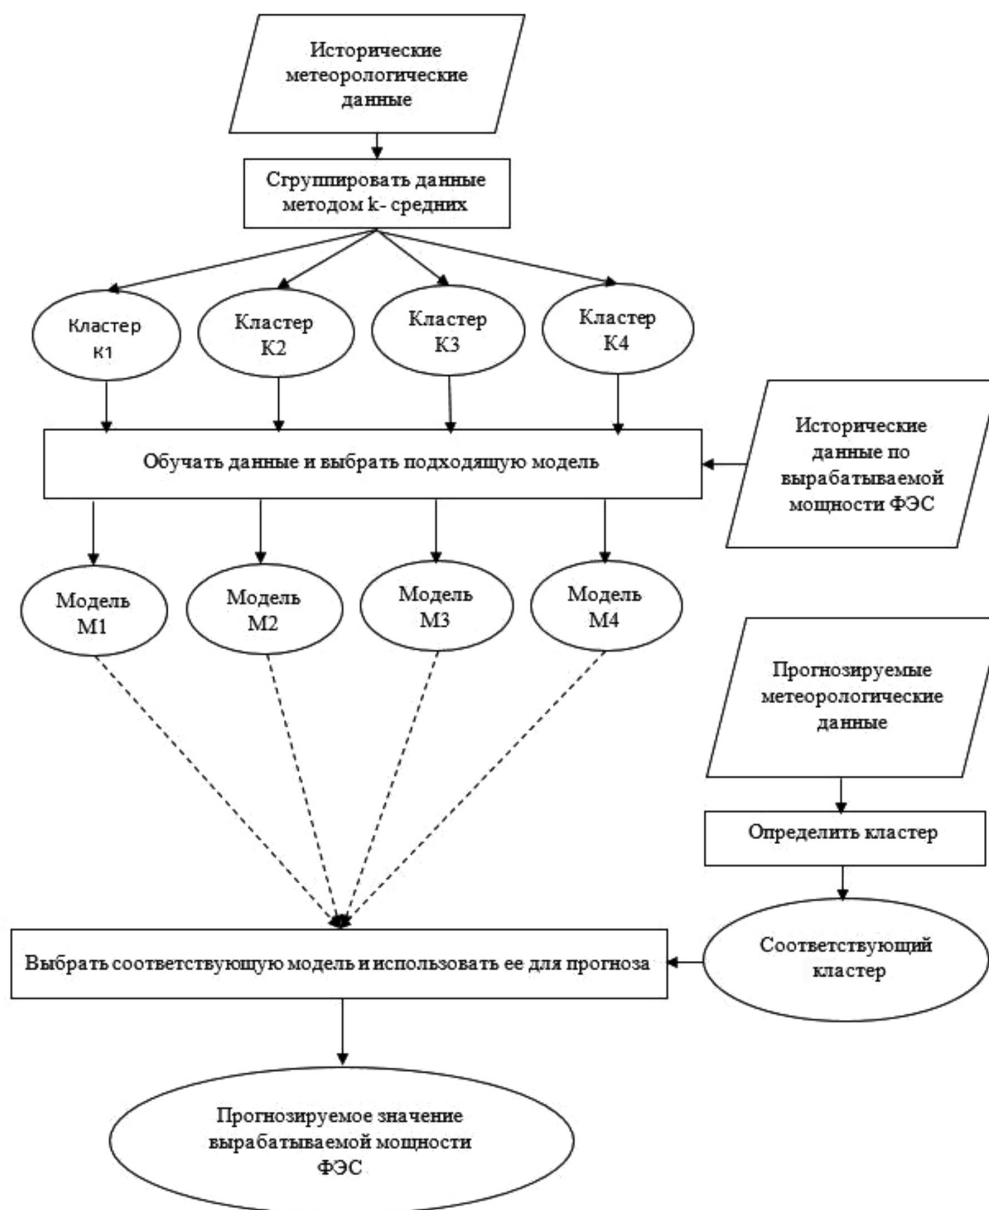 Исторические
метеорологические
данные
Сгруппировать данные
методом k- средних
Кластер
К1
Кластер
К2
Кластер
К3
Кластер
К4
Исторические
данные по
вырабатываемой
мощности ФЭС
Обучать данные и выбрать подходящую модель
Модель
М1
Модель
М2
Модель
М3
Модель
М4
Прогнозируемые
метеорологические
данные
Определить кластер
Соответствующий
кластер
Выбрать соответствующую модель и использовать ее для прогноза
Прогнозируемое значение
вырабатываемой мощности
ФЭС